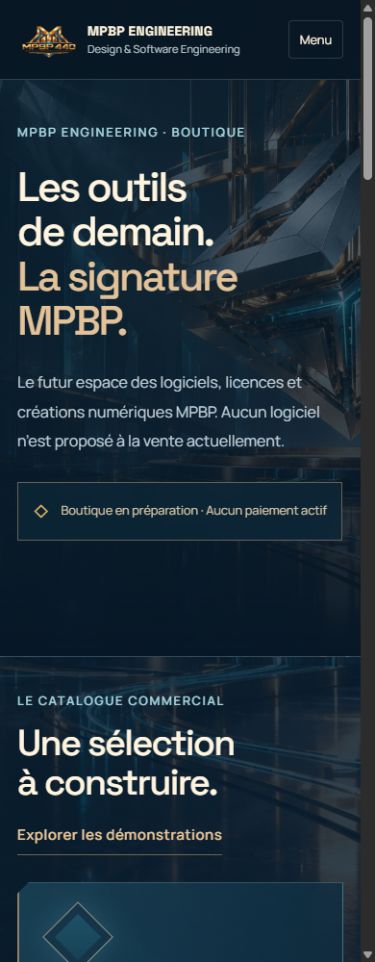 MPBP 440
MPBP ENGINEERING
Design & Software Engineering
Menu
MPBP ENGINEERING · BOUTIQUE
Les outils
de demain.
La signature
MPBP.
Le futur espace des logiciels, licences et
créations numériques MPBP. Aucun logiciel
n'est proposé à la vente actuellement.
Boutique en préparation · Aucun paiement actif
LE CATALOGUE COMMERCIAL
Une sélection
à construire.
Explorer les démonstrations